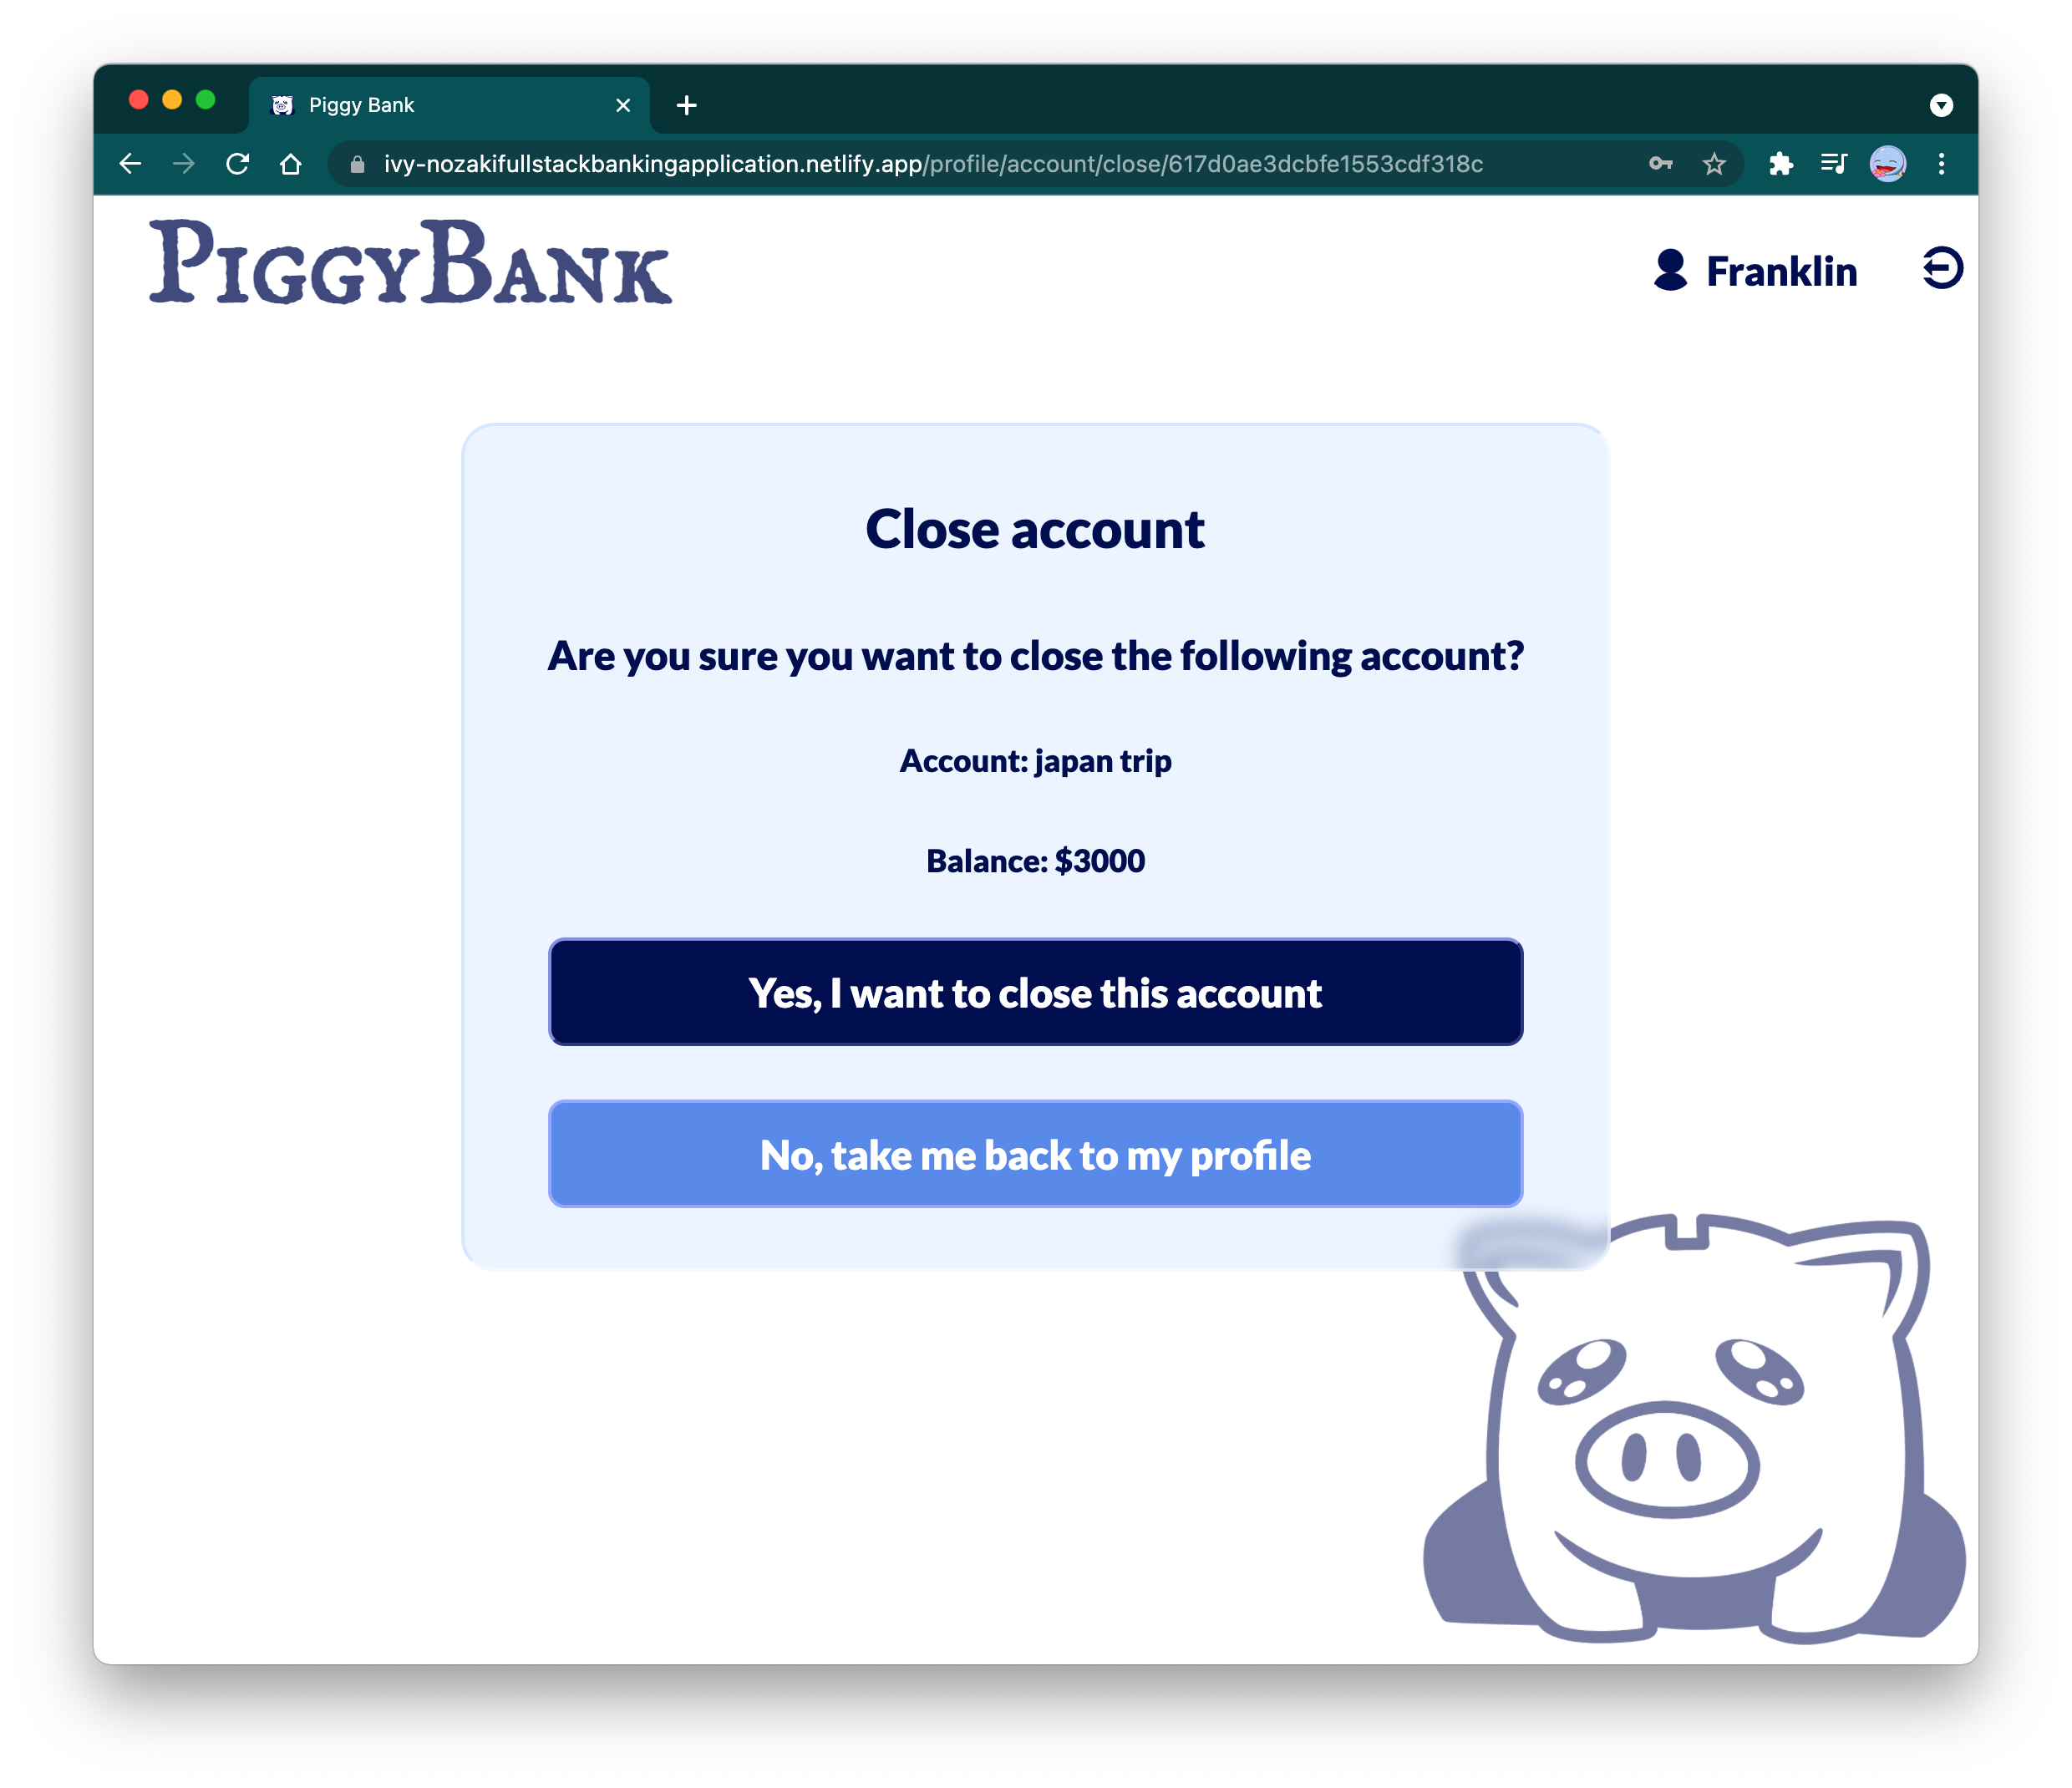 Piggy Bank
ivy-nozakifullstackbankingapplication.netlify.app/profile/account/close/617d0ae3dcbfe1553cdf318c
PIGGYBANK
Franklin
Close account
Are you sure you want to close the following account?
Account: japan trip
Balance: $3000
Yes, I want to close this account
No, take me back to my profile